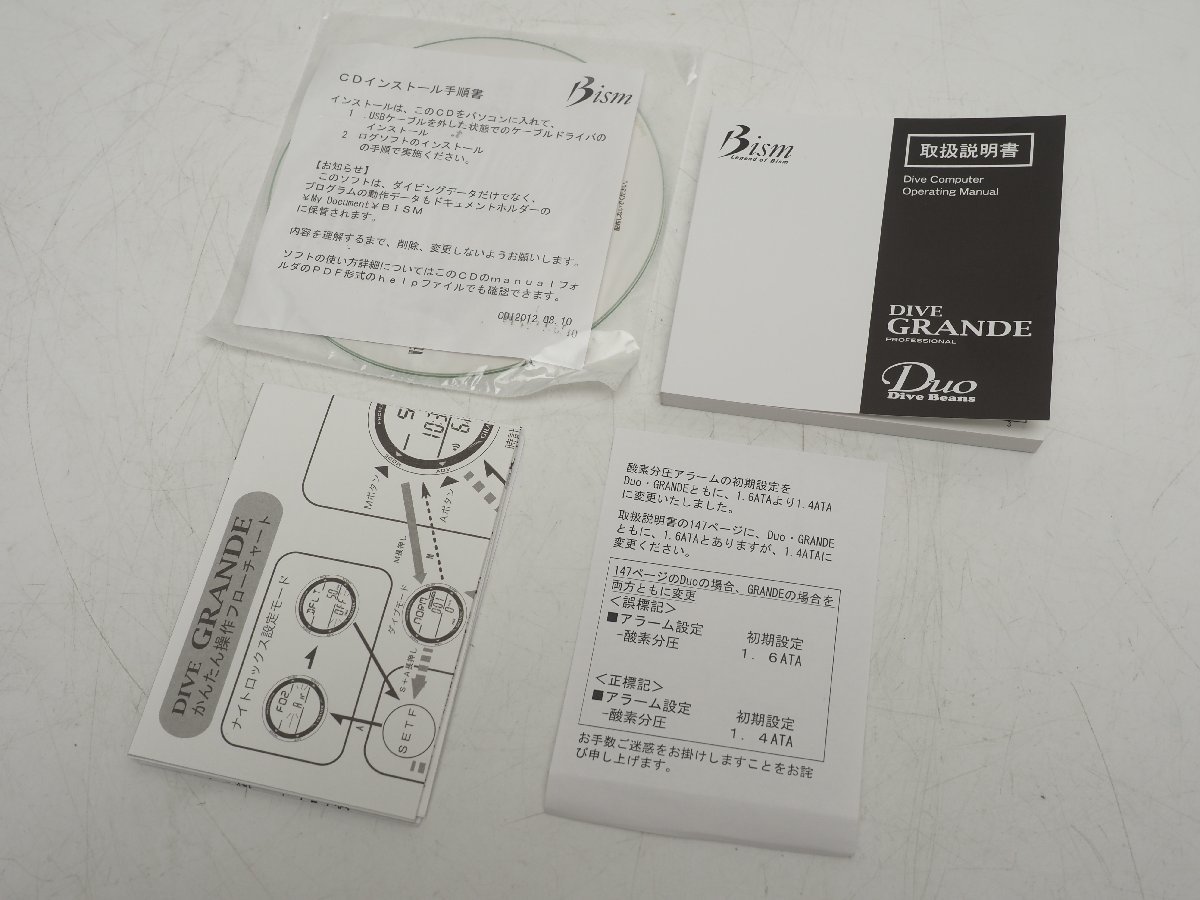 CDインストール手順書
Bism
インストールは、このCDをパソコンに入れて、
1 .USBケーブルを外した状態でのケーブルドライバの
インストール
2 ログソフトのインストール
の手順で実施ください。
【お知らせ】
このソフトは、ダイビングデータだけでなく、
プログラムの動作データもドキュメントホルダーの
¥My Document¥BISM
に保管されます。
内容を理解するまで、削除、変更しないようお願いします。
ソフトの使い方詳細についてはこのCDのmanualフォ
ルダのPDF形式のhelpファイルでも確認できます。
Bism
Legend of Bism
取扱説明書
Dive Computer
Operating Manual
DIVE
GRANDE
PROFESSIONAL
Duo
Dive Beans
DIVE GRANDE
かんたん操作フローチャート
ナイトロックス設定モード
FO2
SETF
A
S+A長押し
ダイブモード
M長押し
Mボタン
Aボタン
酸素分圧アラームの初期設定を
Duo・GRANDEともに、1.6ATAより1.4ATA
に変更いたしました。
取扱説明書の147ページに、Duo・GRANDE
ともに、1.6ATAとありますが、1.4ATAに
変更ください。
147ページのDuoの場合、GRANDEの場合を
両方ともに変更
<誤標記>
■アラーム設定 初期設定
-酸素分圧 1．6ATA
<正標記>
■アラーム設定 初期設定
-酸素分圧 1．4ATA
お手数ご迷惑をお掛けしますことをお詫
び申し上げます。